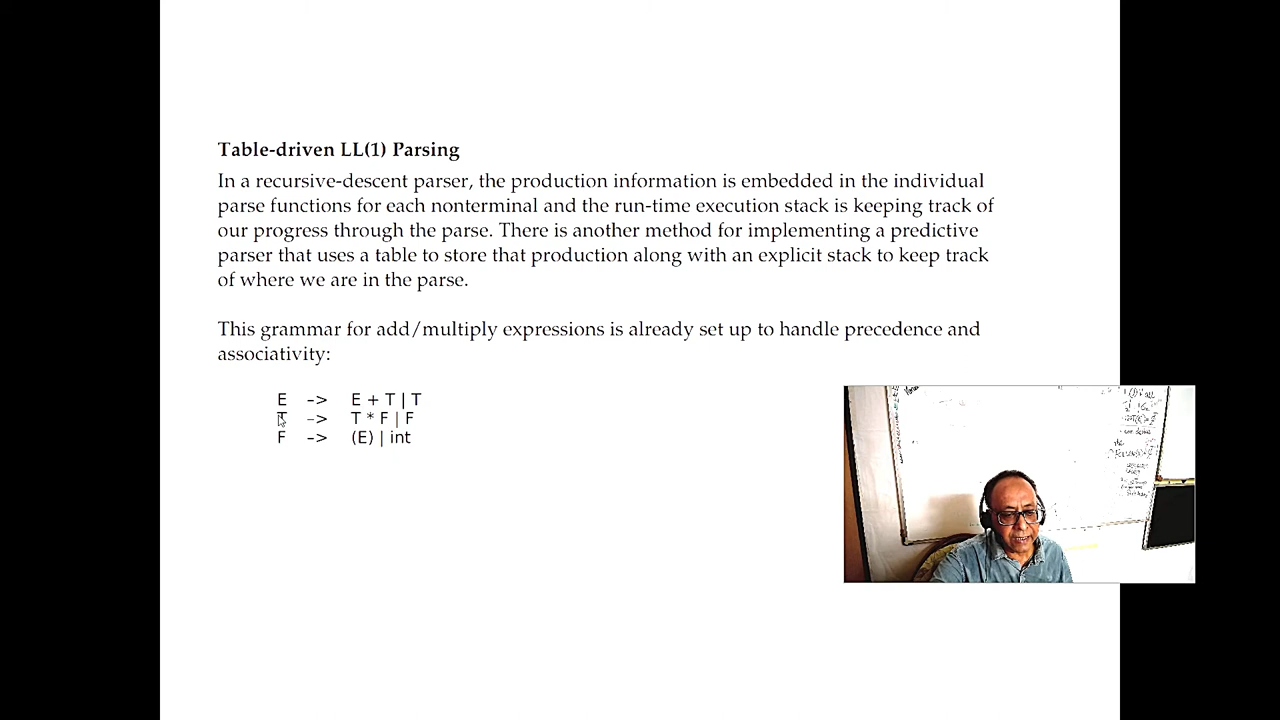 Table-driven LL(1) Parsing
In a recursive-descent parser, the production information is embedded in the individual
parse functions for each nonterminal and the run-time execution stack is keeping track of
our progress through the parse. There is another method for implementing a predictive
parser that uses a table to store that production along with an explicit stack to keep track
of where we are in the parse.
This grammar for add/multiply expressions is already set up to handle precedence and
associativity:
E -> E + T | T
T -> T * F | F
F -> (E) | int